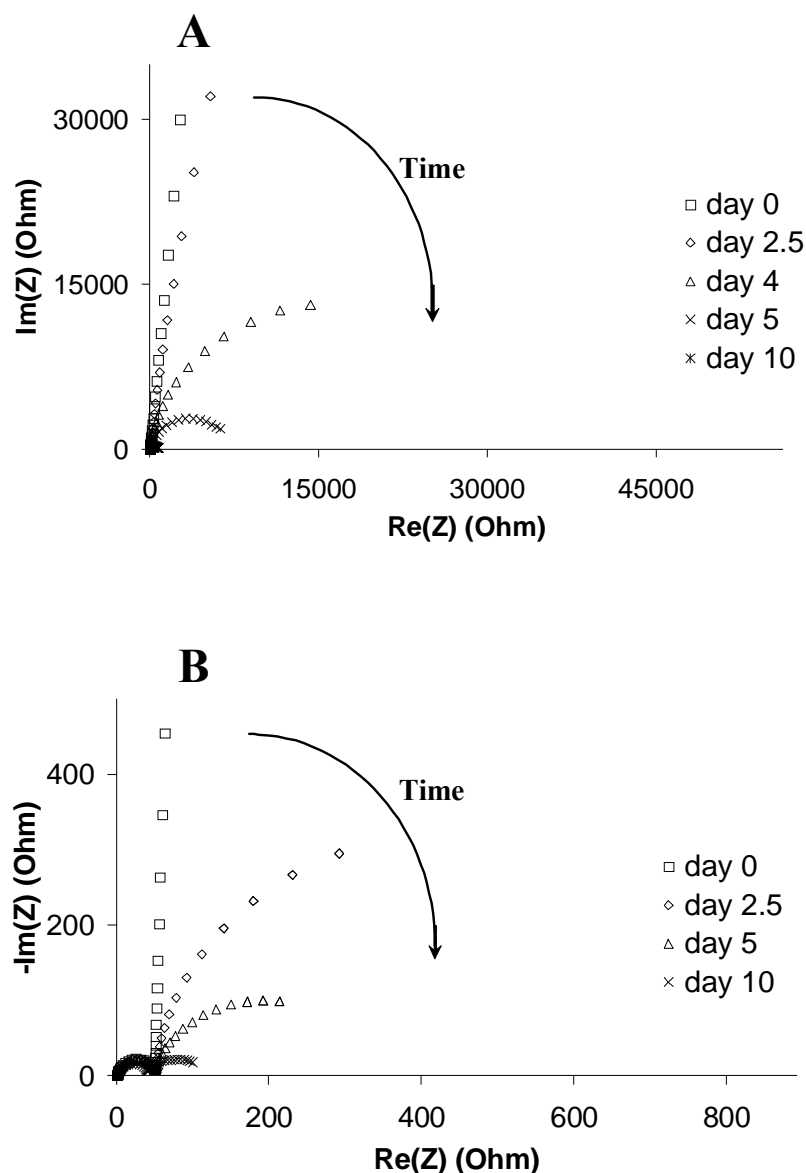 A
30000
15000
0
Im(Z) (Ohm)
Time
□ day 0
◇ day 2.5
△ day 4
× day 5
ж day 10
0 15000 30000 45000
Re(Z) (Ohm)
B
400
200
0
-Im(Z) (Ohm)
Time
□ day 0
◇ day 2.5
△ day 5
× day 10
0 200 400 600 800
Re(Z) (Ohm)